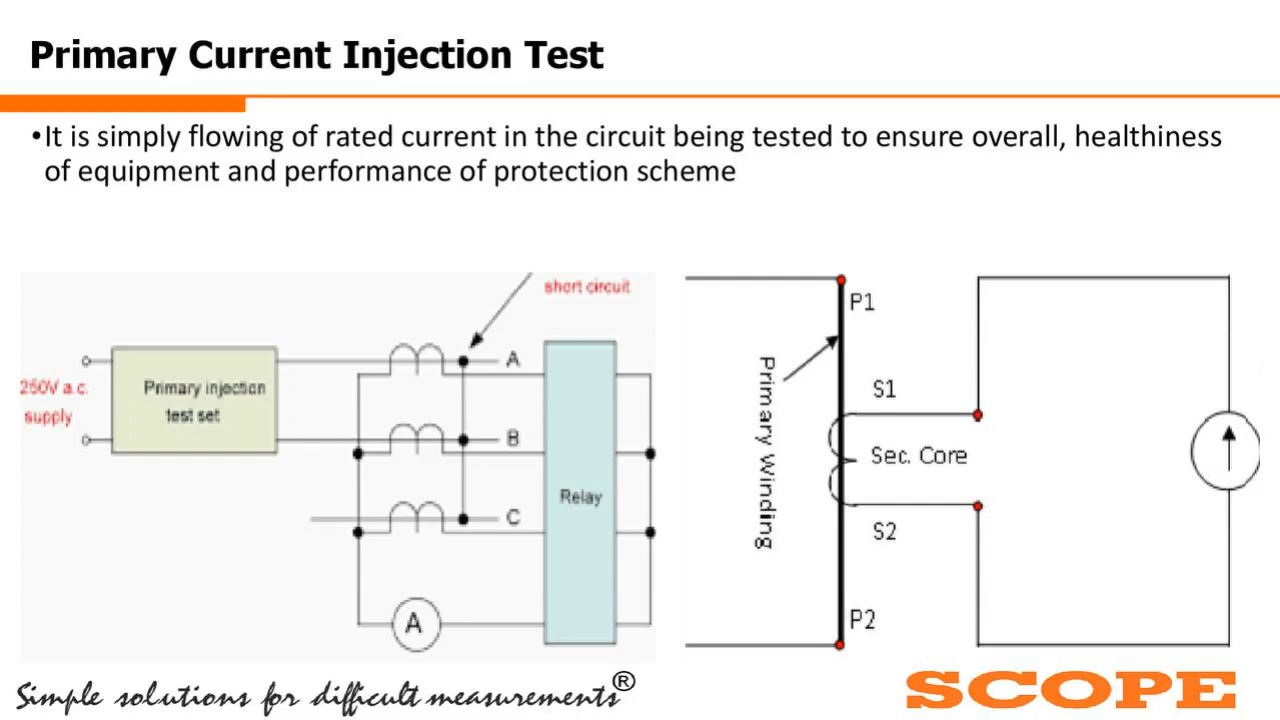 Primary Current Injection Test
•It is simply flowing of rated current in the circuit being tested to ensure overall, healthiness
of equipment and performance of protection scheme
short circuit
250V a.c.
supply
Primary injection
test set
A
B
C
Relay
A
P1
Primary Winding
S1
Sec. Core
S2
P2
Simple solutions for difficult measurements®
SCOPE